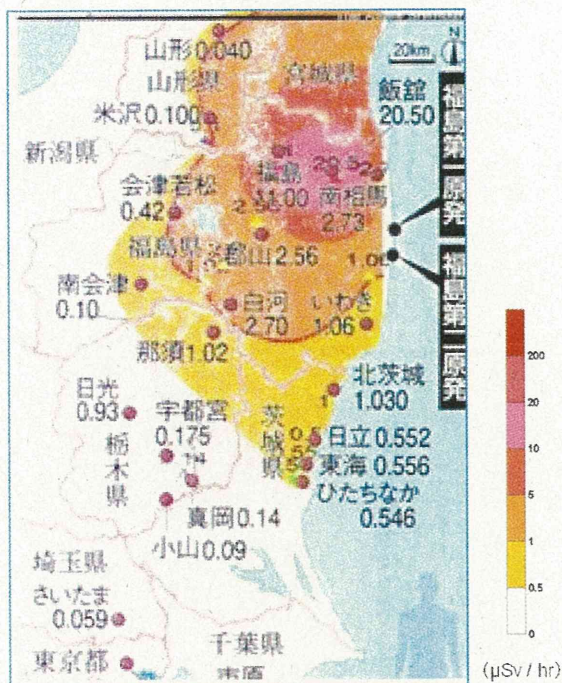 N
20km
山形0.040
山形県
宮城県
飯舘
20.50
米沢0.100
新潟県
福島
11.00
南相馬
2.73
会津若松
0.42
福島県
郡山2.56
1.06
福島第一原発
福島第二原発
南会津
0.10
白河
2.70
いわき
1.06
那須1.02
北茨城
1.030
日光
0.93
宇都宮
0.175
栃木県
茨城県
日立0.552
東海0.556
ひたちなか
0.546
真岡0.14
小山0.09
埼玉県
さいたま
0.059
千葉県
市原
東京都
200
20
10
5
1
0.5
0
(μSv / hr)